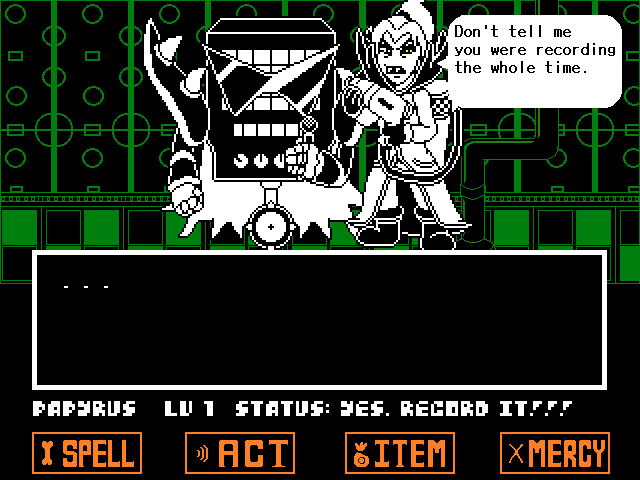 Don't tell me
you were recording
the whole time.
- - -
PAPYRUS LV 1 STATUS: YES. RECORD IT!!!
SPELL ACT ITEM MERCY